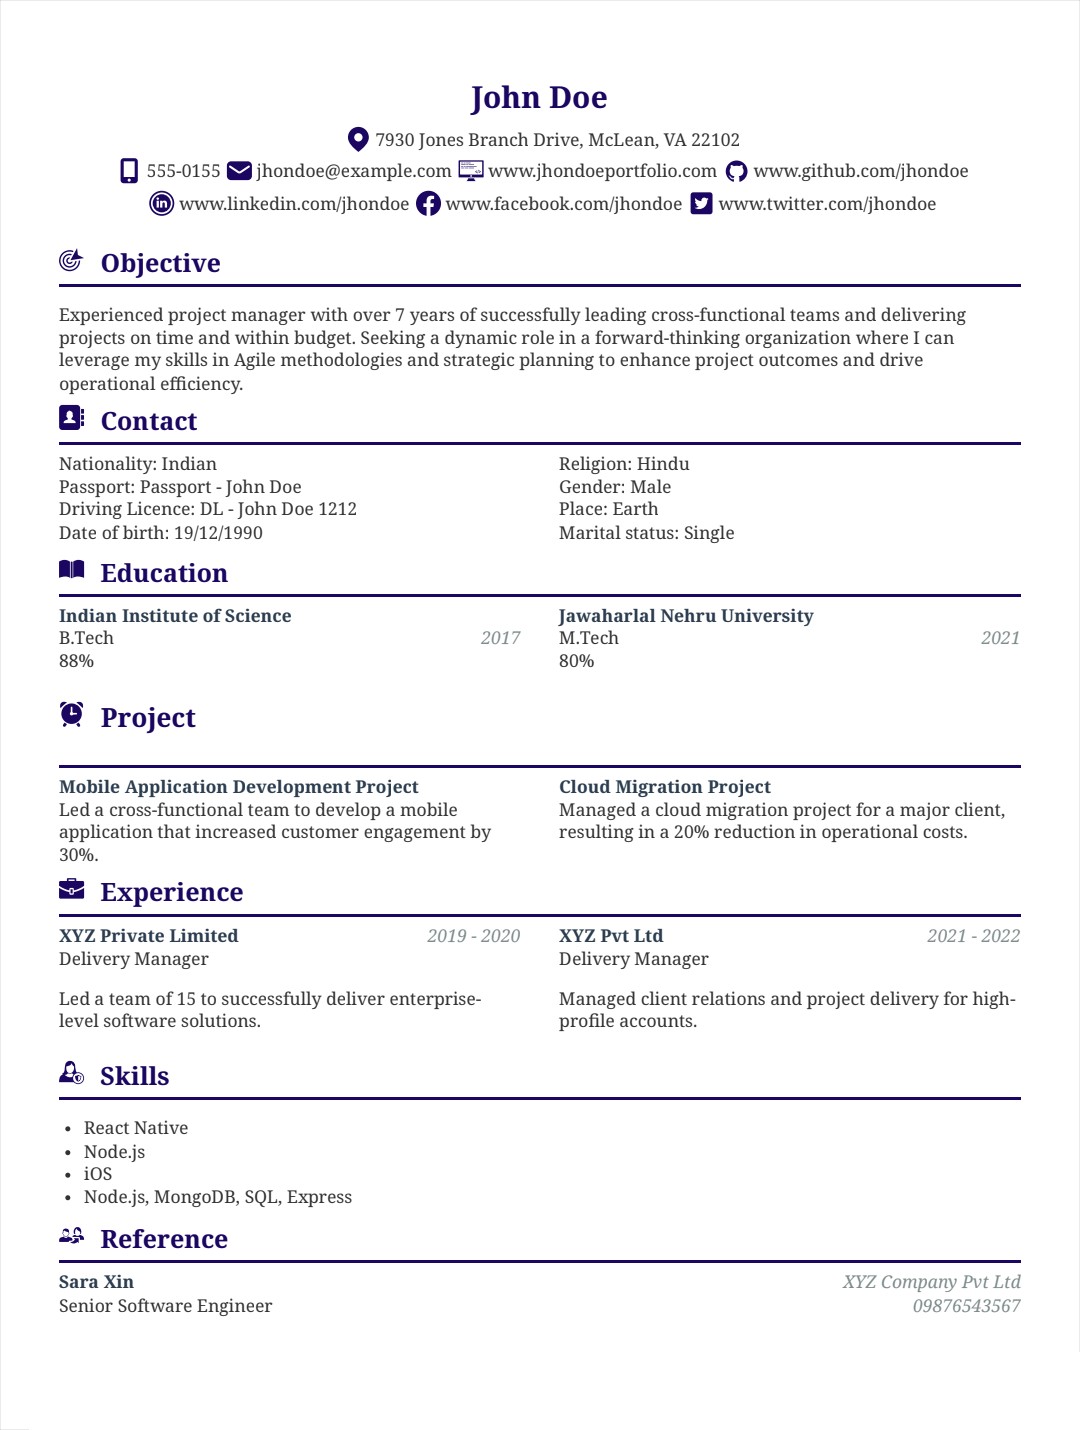 John Doe
7930 Jones Branch Drive, McLean, VA 22102
555-0155 jhondoe@example.com www.jhondoeportfolio.com www.github.com/jhondoe
www.linkedin.com/jhondoe www.facebook.com/jhondoe www.twitter.com/jhondoe
Objective
Experienced project manager with over 7 years of successfully leading cross-functional teams and delivering
projects on time and within budget. Seeking a dynamic role in a forward-thinking organization where I can
leverage my skills in Agile methodologies and strategic planning to enhance project outcomes and drive
operational efficiency.
Contact
Nationality: Indian
Passport: Passport - John Doe
Driving Licence: DL - John Doe 1212
Date of birth: 19/12/1990
Religion: Hindu
Gender: Male
Place: Earth
Marital status: Single
Education
Indian Institute of Science
B.Tech 2017
88%
Jawaharlal Nehru University
M.Tech 2021
80%
Project
Mobile Application Development Project
Led a cross-functional team to develop a mobile
application that increased customer engagement by
30%.
Cloud Migration Project
Managed a cloud migration project for a major client,
resulting in a 20% reduction in operational costs.
Experience
XYZ Private Limited 2019 - 2020
Delivery Manager
Led a team of 15 to successfully deliver enterprise-
level software solutions.
XYZ Pvt Ltd 2021 - 2022
Delivery Manager
Managed client relations and project delivery for high-
profile accounts.
Skills
• React Native
• Node.js
• iOS
• Node.js, MongoDB, SQL, Express
Reference
Sara Xin XYZ Company Pvt Ltd
Senior Software Engineer 09876543567